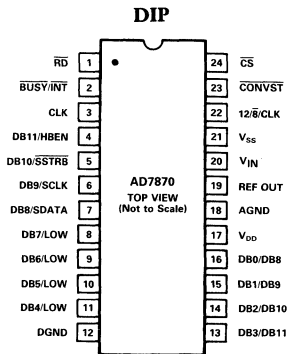 DIP
RD 1 24 CS
BUSY/INT 2 23 CONVST
CLK 3 22 12/8/CLK
DB11/HBEN 4 21 VSS
DB10/SSTRB 5 20 VIN
DB9/SCLK 6 AD7870 19 REF OUT
DB8/SDATA 7 TOP VIEW 18 AGND
DB7/LOW 8 (Not to Scale) 17 VDD
DB6/LOW 9 16 DB0/DB8
DB5/LOW 10 15 DB1/DB9
DB4/LOW 11 14 DB2/DB10
DGND 12 13 DB3/DB11